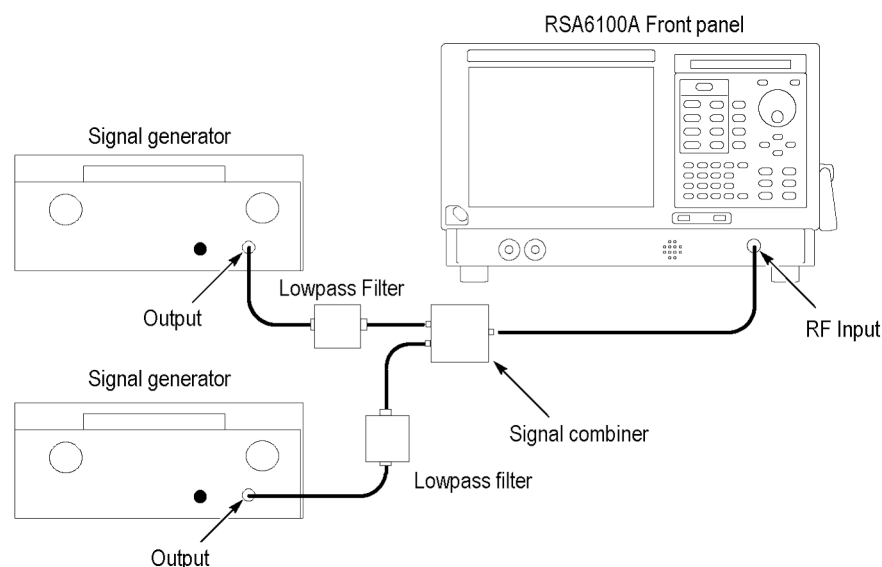 RSA6100A Front panel
Signal generator
Lowpass Filter
Output
RF Input
Signal generator
Signal combiner
Lowpass filter
Output